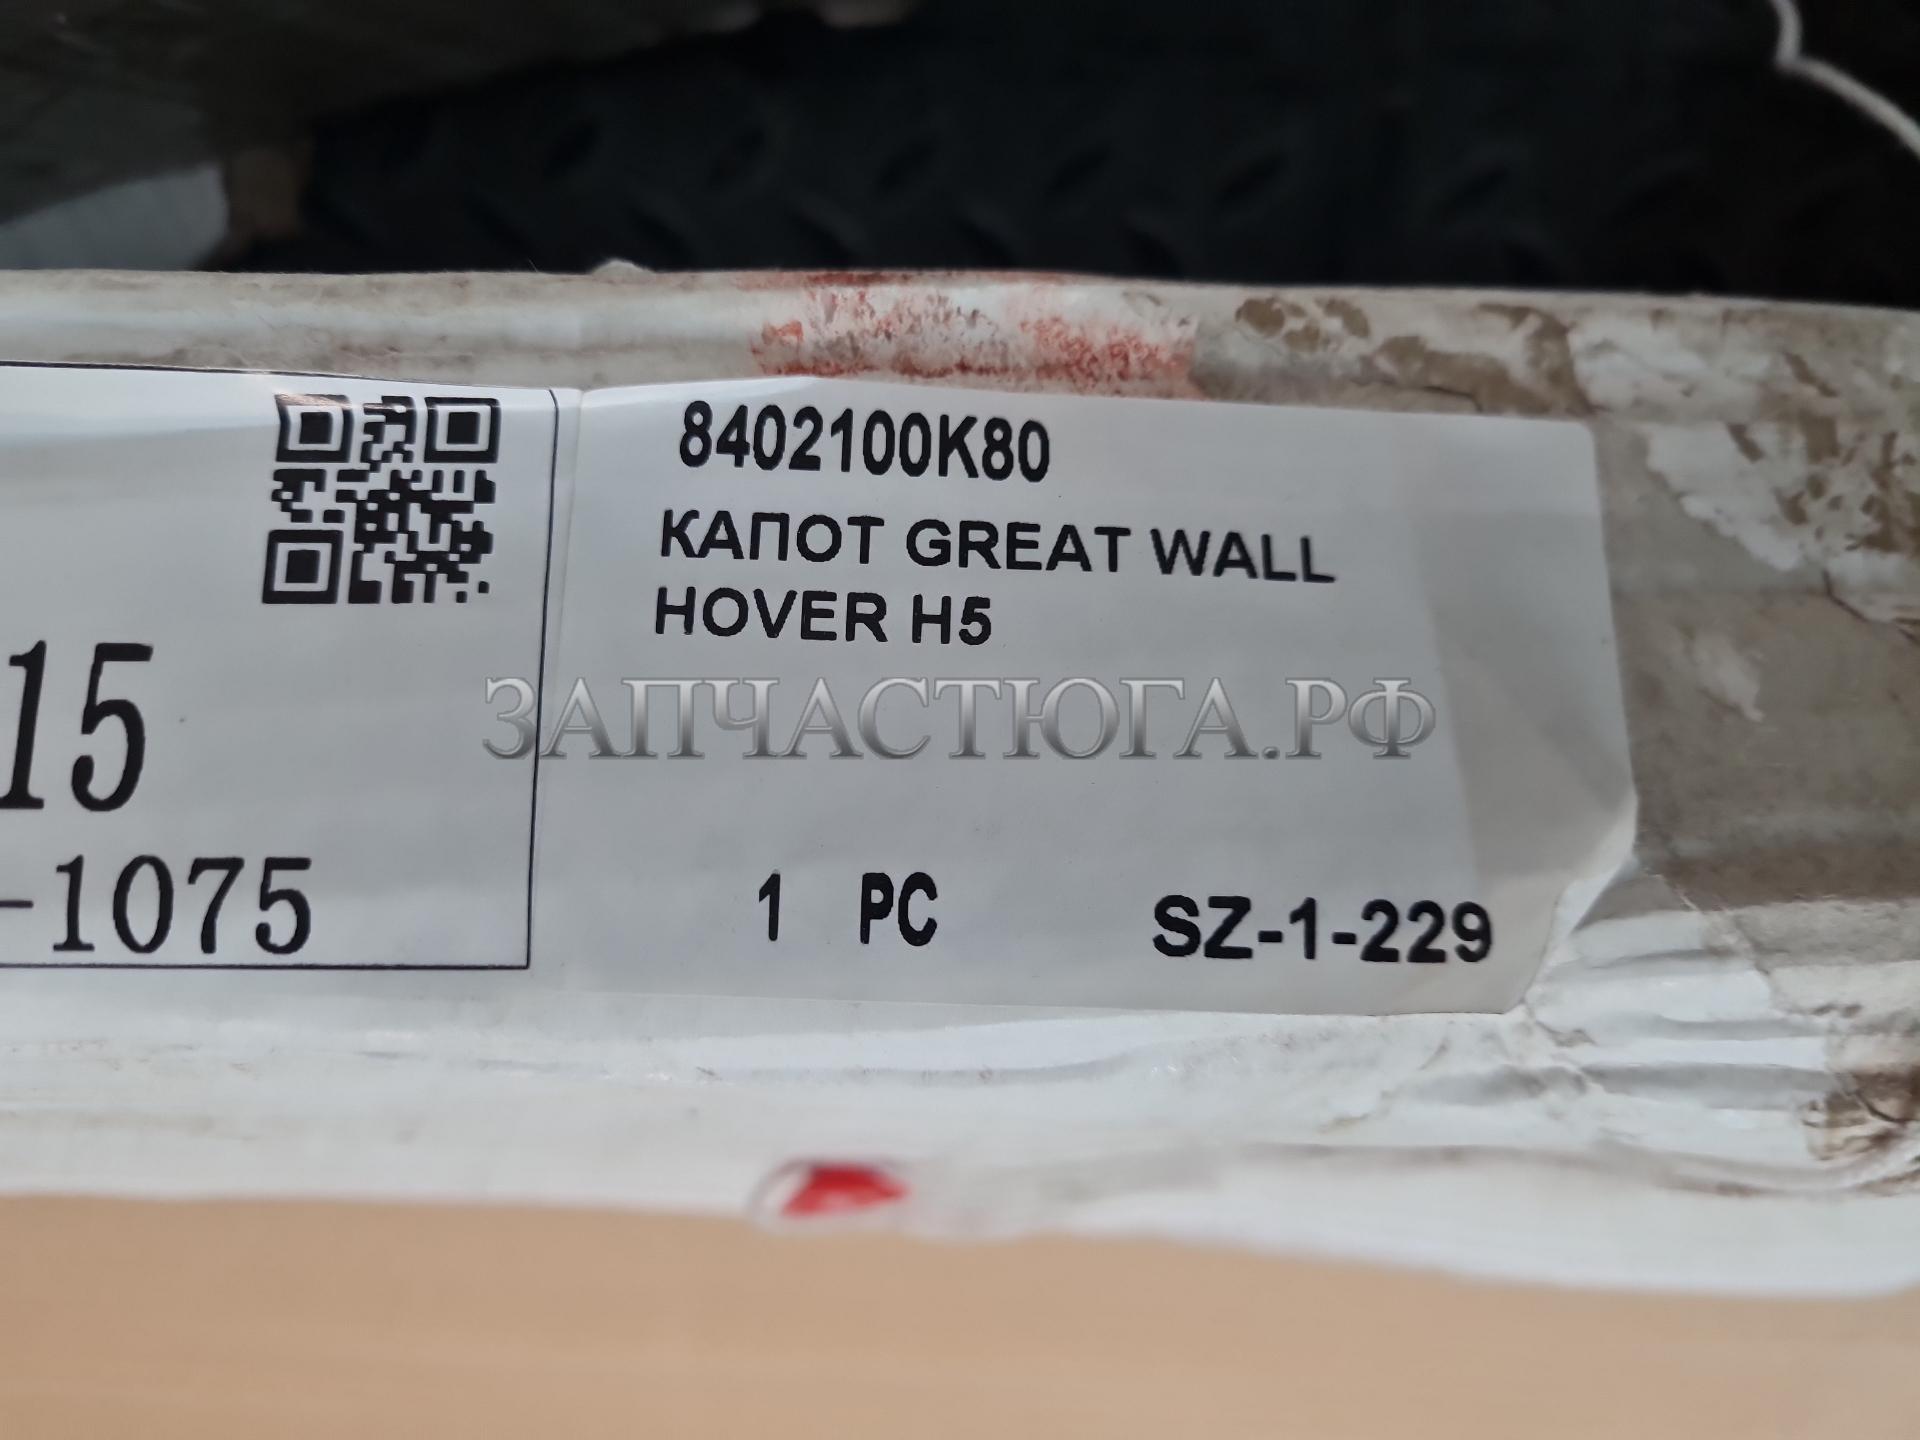 8402100K80
КАПОТ GREAT WALL
HOVER H5
ЗАПЧАСТЮГА.РФ
1 PC SZ-1-229
15
-1075